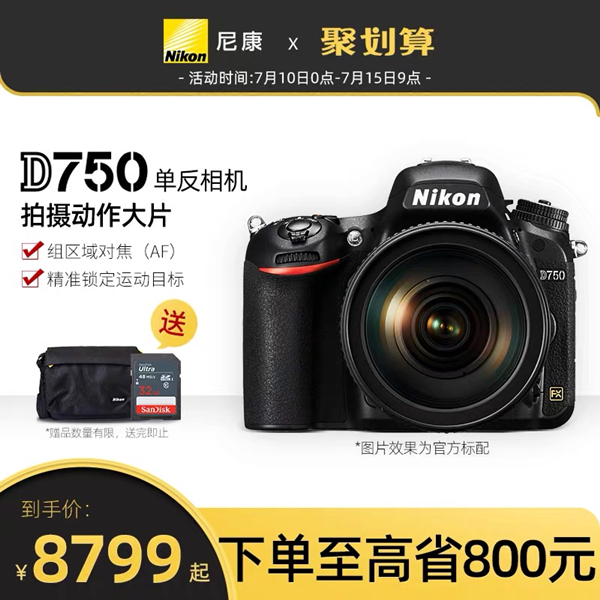 Nikon 尼康 x 聚划算
- 活动时间:7月10日0点-7月15日9点 -
D750 单反相机
拍摄动作大片
组区域对焦（AF）
精准锁定运动目标
送
Nikon
D750
FX
Nikon
SanDisk
Ultra
48 MB/s
32GB
SanDisk
*赠品数量有限，送完即止
*图片效果为官方标配
到手价：
¥8799起
下单至高省800元